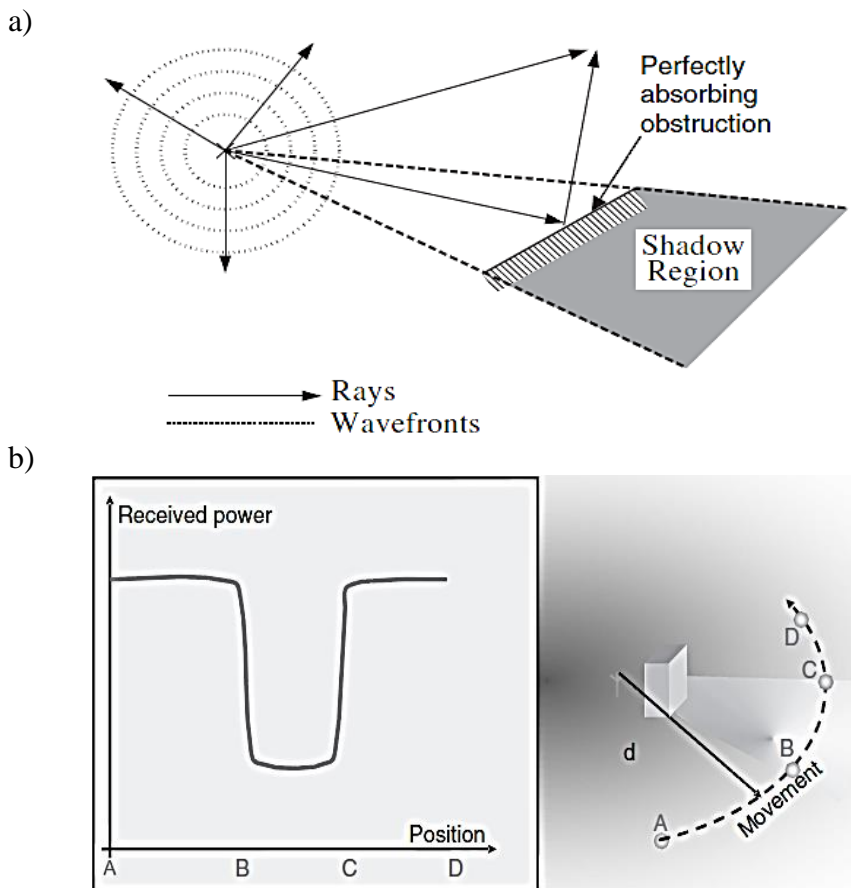 a)
Perfectly
absorbing
obstruction
Shadow
Region
Rays
Wavefronts
b)
Received power
Position
A
B
C
D
D
C
B
d
A
Movement